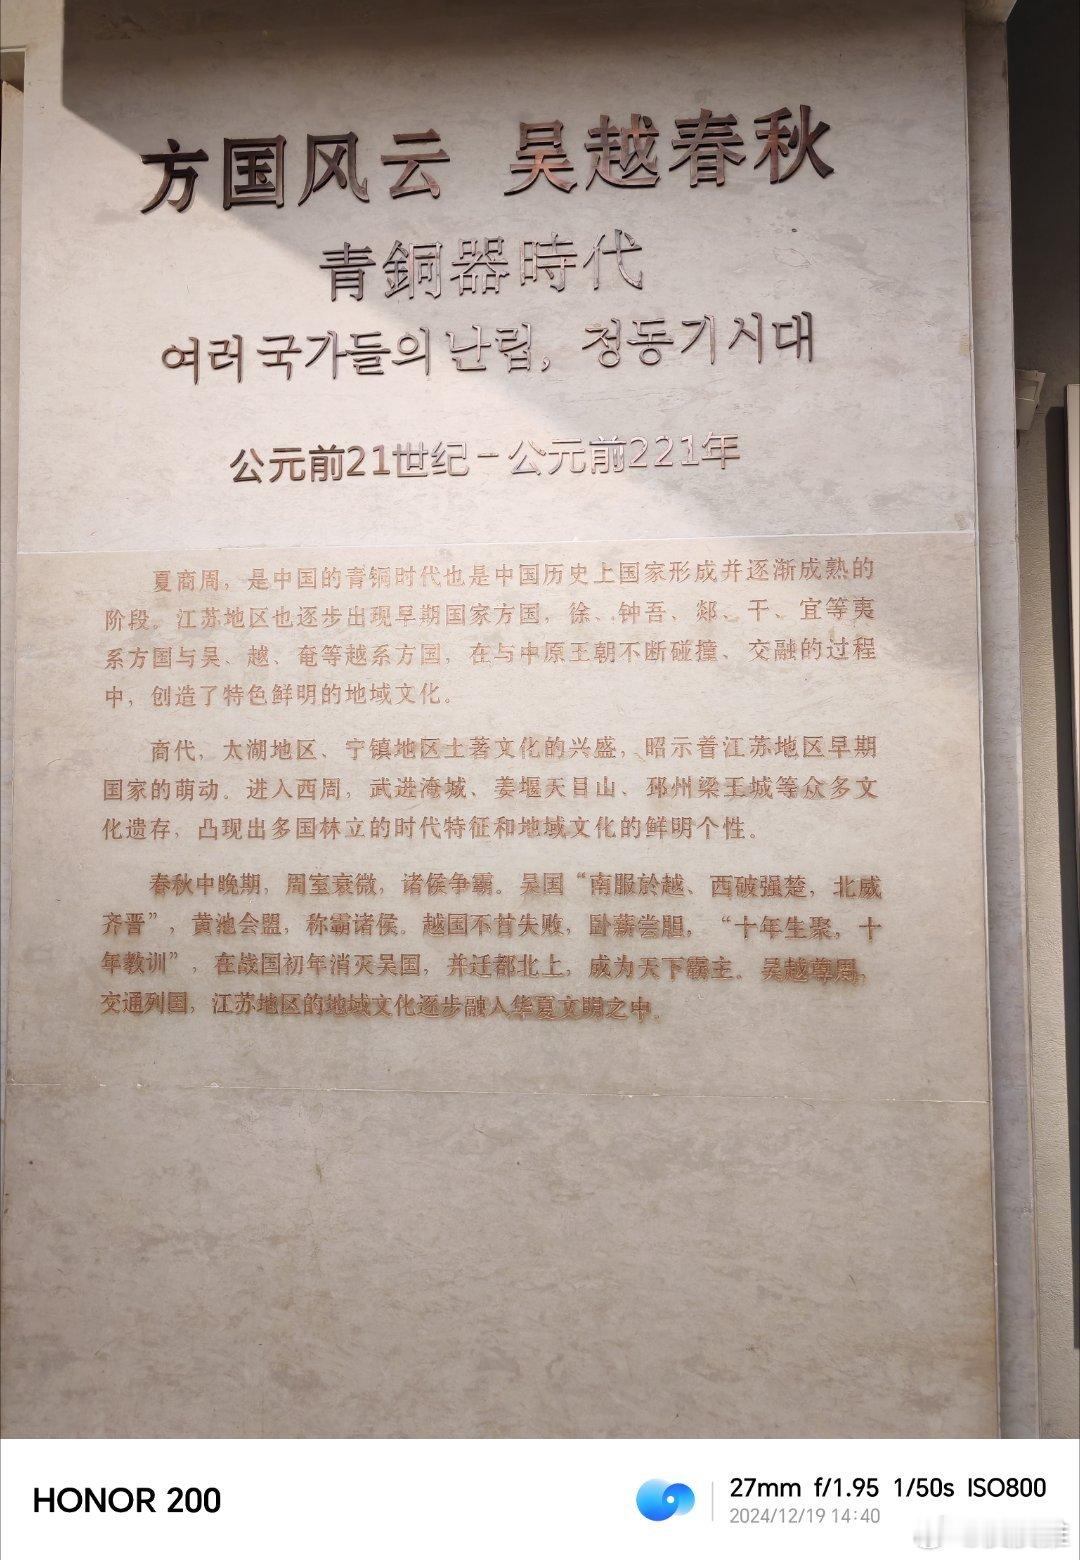 方国风云 吴越春秋
青銅器時代
여러 국가들의 난립, 청동기시대
公元前21世纪－公元前221年
夏商周，是中国的青铜时代也是中国历史上国家形成并逐渐成熟的
阶段。江苏地区也逐步出现早期国家方国，徐、钟吾、郯、干、宜等夷
系方国与吴、越、奄等越系方国，在与中原王朝不断碰撞、交融的过程
中，创造了特色鲜明的地域文化。
商代，太湖地区、宁镇地区土著文化的兴盛，昭示着江苏地区早期
国家的萌动。进入西周，武进淹城、姜堰天目山、邳州梁王城等众多文
化遗存，凸现出多国林立的时代特征和地域文化的鲜明个性。
春秋中晚期，周室衰微，诸侯争霸。吴国“南服於越、西破强楚，北威
齐晋”，黄池会盟，称霸诸侯。越国不首失败，卧薪尝胆，“十年生聚，十
年教训”，在战国初年消灭吴国，并迁都北上，成为天下霸主。吴越尊周，
交通列国，江苏地区的地域文化逐步融入华夏文明之中。
HONOR 200
27mm f/1.95 1/50s ISO800
2024/12/19 14:40